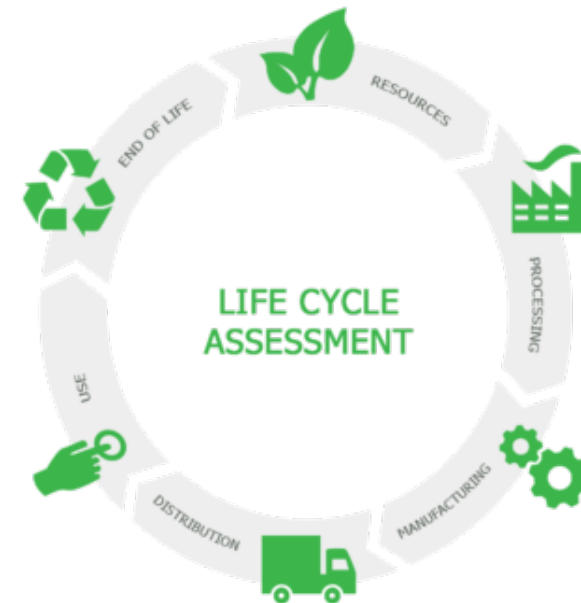 LIFE CYCLE
ASSESSMENT
RESOURCES
PROCESSING
MANUFACTURING
DISTRIBUTION
USE
END OF LIFE